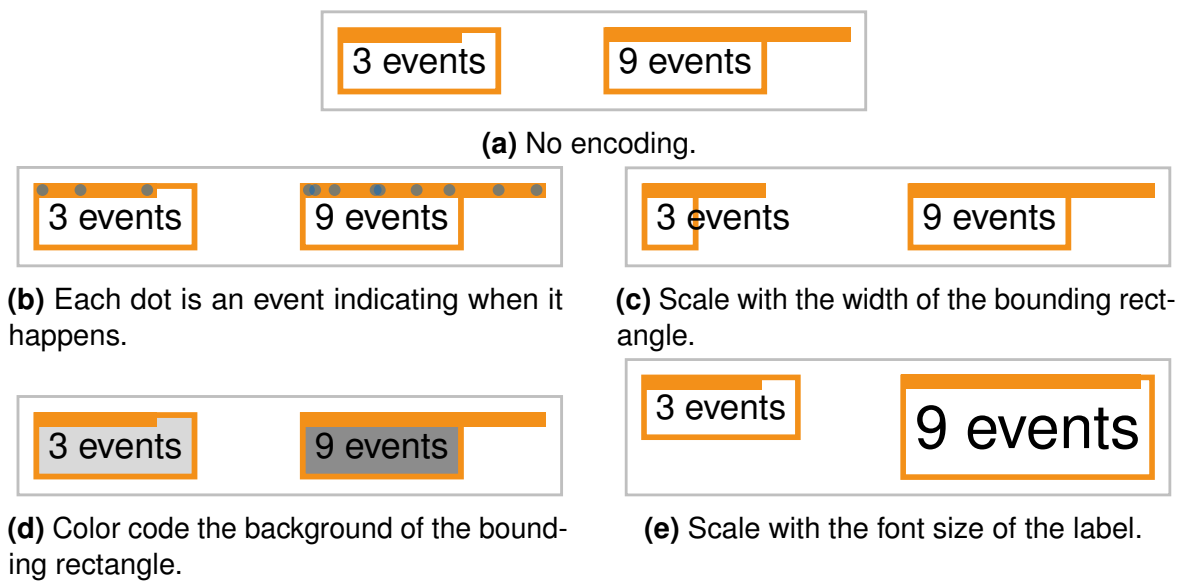 3 events
9 events
(a) No encoding.
3 events
9 events
(b) Each dot is an event indicating when it
happens.
3 events
9 events
(c) Scale with the width of the bounding rect-
angle.
3 events
9 events
(d) Color code the background of the bound-
ing rectangle.
3 events
9 events
(e) Scale with the font size of the label.